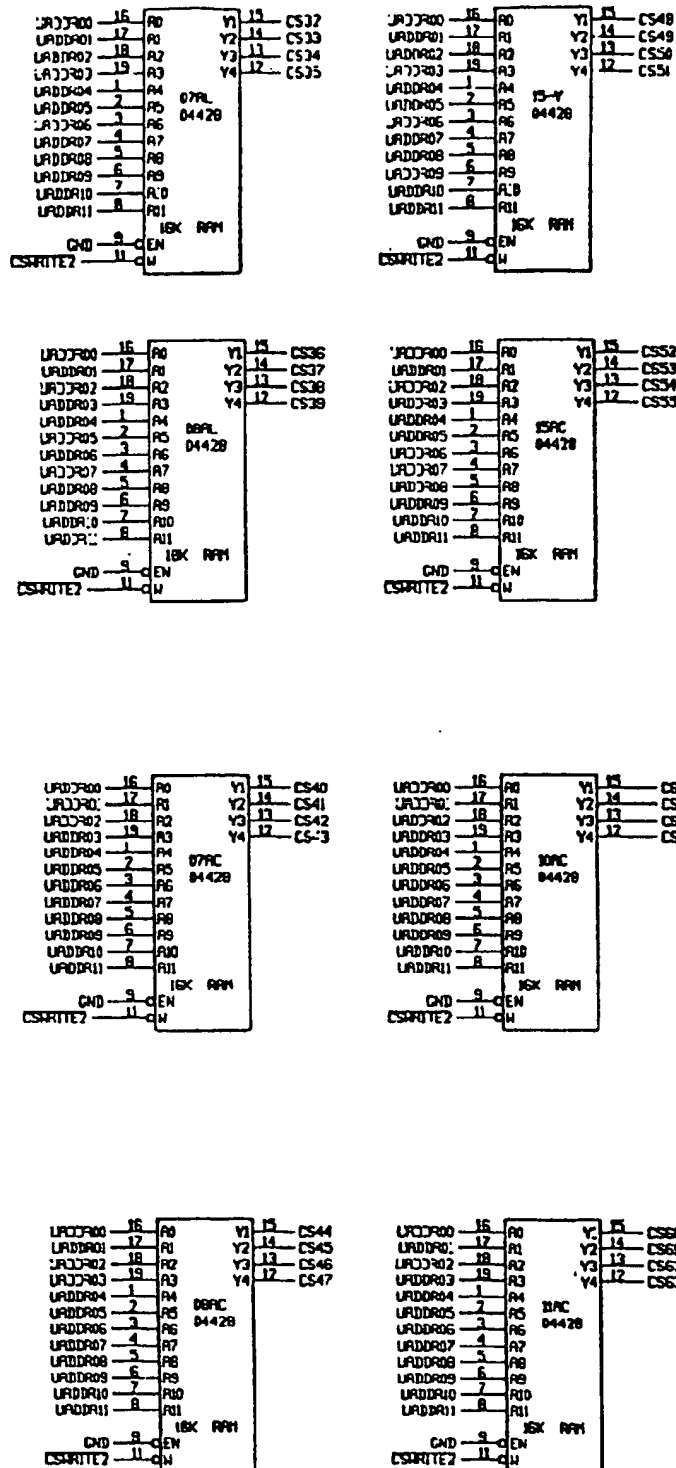 UADDR00 16 A0 Y1 15 CS32
UADDR01 17 A1 Y2 14 CS33
UADDR02 18 A2 Y3 13 CS34
UADDR03 19 A3 Y4 12 CS35
UADDR04 1 A4
UADDR05 2 A5 07AL
UADDR06 3 A6 D4428
UADDR07 4 A7
UADDR08 5 A8
UADDR09 6 A9
UADDR10 7 A10
UADDR11 8 A11
16K RAM
GND 9 EN
CSWRITE2 11 W
UADDR00 16 A0 Y1 15 CS48
UADDR01 17 A1 Y2 14 CS49
UADDR02 18 A2 Y3 13 CS50
UADDR03 19 A3 Y4 12 CS51
UADDR04 1 A4
UADDR05 2 A5
UADDR06 3 A6 D4428
UADDR07 4 A7
UADDR08 5 A8
UADDR09 6 A9
UADDR10 7 A10
UADDR11 8 A11
16K RAM
GND 9 EN
CSWRITE2 11 W
UADDR00 16 A0 Y1 15 CS36
UADDR01 17 A1 Y2 14 CS37
UADDR02 18 A2 Y3 13 CS38
UADDR03 19 A3 Y4 12 CS39
UADDR04 1 A4
UADDR05 2 A5 08AL
UADDR06 3 A6 D4428
UADDR07 4 A7
UADDR08 5 A8
UADDR09 6 A9
UADDR10 7 A10
UADDR11 8 A11
16K RAM
GND 9 EN
CSWRITE2 11 W
UADDR00 16 A0 Y1 15 CS52
UADDR01 17 A1 Y2 14 CS53
UADDR02 18 A2 Y3 13 CS54
UADDR03 19 A3 Y4 12 CS55
UADDR04 1 A4
UADDR05 2 A5 15AC
UADDR06 3 A6 D4428
UADDR07 4 A7
UADDR08 5 A8
UADDR09 6 A9
UADDR10 7 A10
UADDR11 8 A11
16K RAM
GND 9 EN
CSWRITE2 11 W
UADDR00 16 A0 Y1 15 CS40
UADDR01 17 A1 Y2 14 CS41
UADDR02 18 A2 Y3 13 CS42
UADDR03 19 A3 Y4 12 CS43
UADDR04 1 A4
UADDR05 2 A5 07AC
UADDR06 3 A6 D4428
UADDR07 4 A7
UADDR08 5 A8
UADDR09 6 A9
UADDR10 7 A10
UADDR11 8 A11
16K RAM
GND 9 EN
CSWRITE2 11 W
UADDR00 16 A0 Y1 15
UADDR01 17 A1 Y2 14
UADDR02 18 A2 Y3 13
UADDR03 19 A3 Y4 12
UADDR04 1 A4
UADDR05 2 A5 10AC
UADDR06 3 A6 D4428
UADDR07 4 A7
UADDR08 5 A8
UADDR09 6 A9
UADDR10 7 A10
UADDR11 8 A11
16K RAM
GND 9 EN
CSWRITE2 11 W
UADDR00 16 A0 Y1 15 CS44
UADDR01 17 A1 Y2 14 CS45
UADDR02 18 A2 Y3 13 CS46
UADDR03 19 A3 Y4 12 CS47
UADDR04 1 A4
UADDR05 2 A5 08AC
UADDR06 3 A6 D4428
UADDR07 4 A7
UADDR08 5 A8
UADDR09 6 A9
UADDR10 7 A10
UADDR11 8 A11
16K RAM
GND 9 EN
CSWRITE2 11 W
UADDR00 16 A0 Y1 15 CS60
UADDR01 17 A1 Y2 14 CS61
UADDR02 18 A2 Y3 13 CS62
UADDR03 19 A3 Y4 12 CS63
UADDR04 1 A4
UADDR05 2 A5 11AC
UADDR06 3 A6 D4428
UADDR07 4 A7
UADDR08 5 A8
UADDR09 6 A9
UADDR10 7 A10
UADDR11 8 A11
16K RAM
GND 9 EN
CSWRITE2 11 W